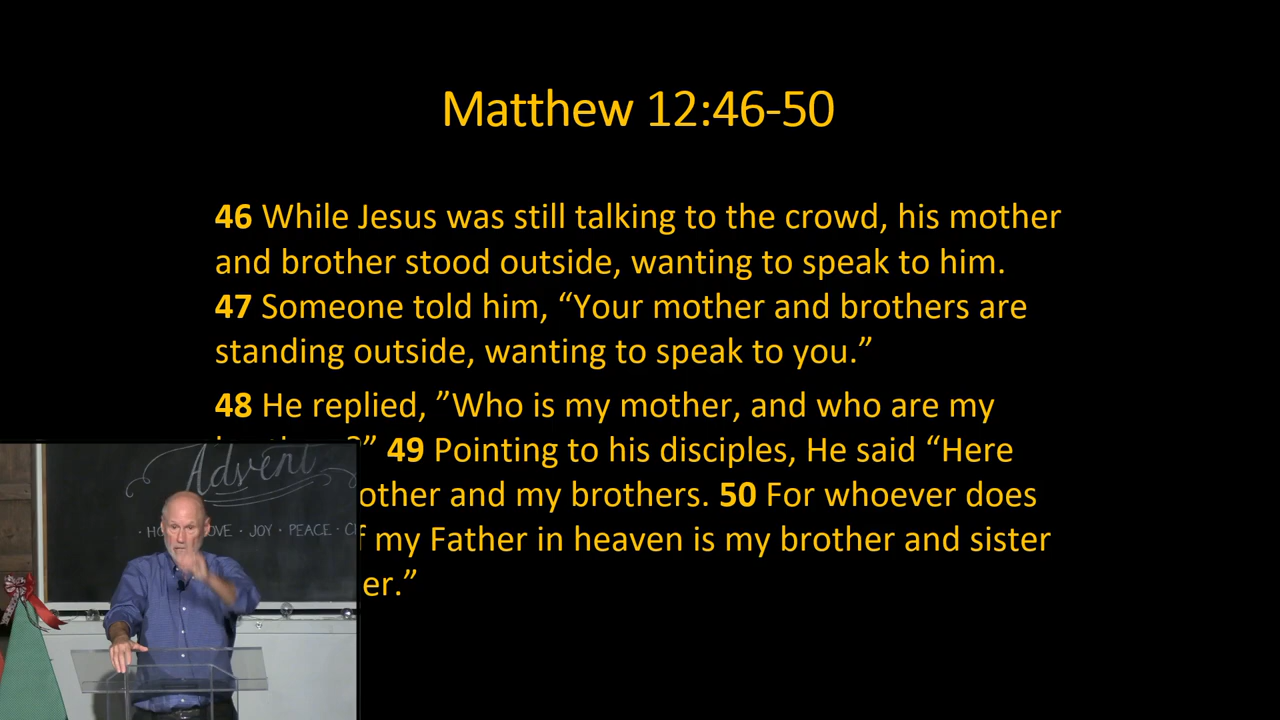 Matthew 12:46-50
46 While Jesus was still talking to the crowd, his mother
and brother stood outside, wanting to speak to him.
47 Someone told him, “Your mother and brothers are
standing outside, wanting to speak to you.”
48 He replied, ”Who is my mother, and who are my
?” 49 Pointing to his disciples, He said “Here
other and my brothers. 50 For whoever does
f my Father in heaven is my brother and sister
er.”
Advent
JOY · PEACE ·